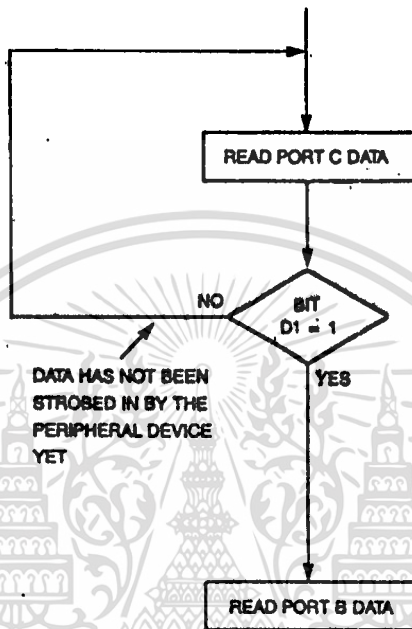 READ PORT C DATA
NO
BIT
D1 = 1
DATA HAS NOT BEEN
STROBED IN BY THE
PERIPHERAL DEVICE
YET
YES
READ PORT B DATA